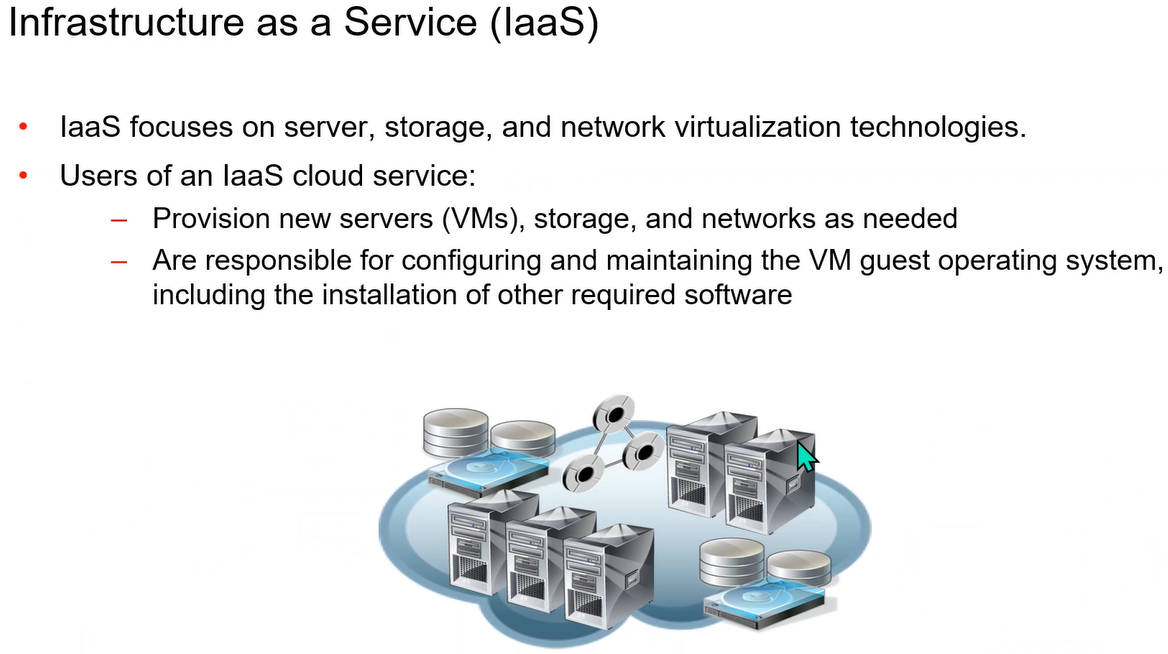 Infrastructure as a Service (IaaS)
• IaaS focuses on server, storage, and network virtualization technologies.
• Users of an IaaS cloud service:
– Provision new servers (VMs), storage, and networks as needed
– Are responsible for configuring and maintaining the VM guest operating system,
including the installation of other required software